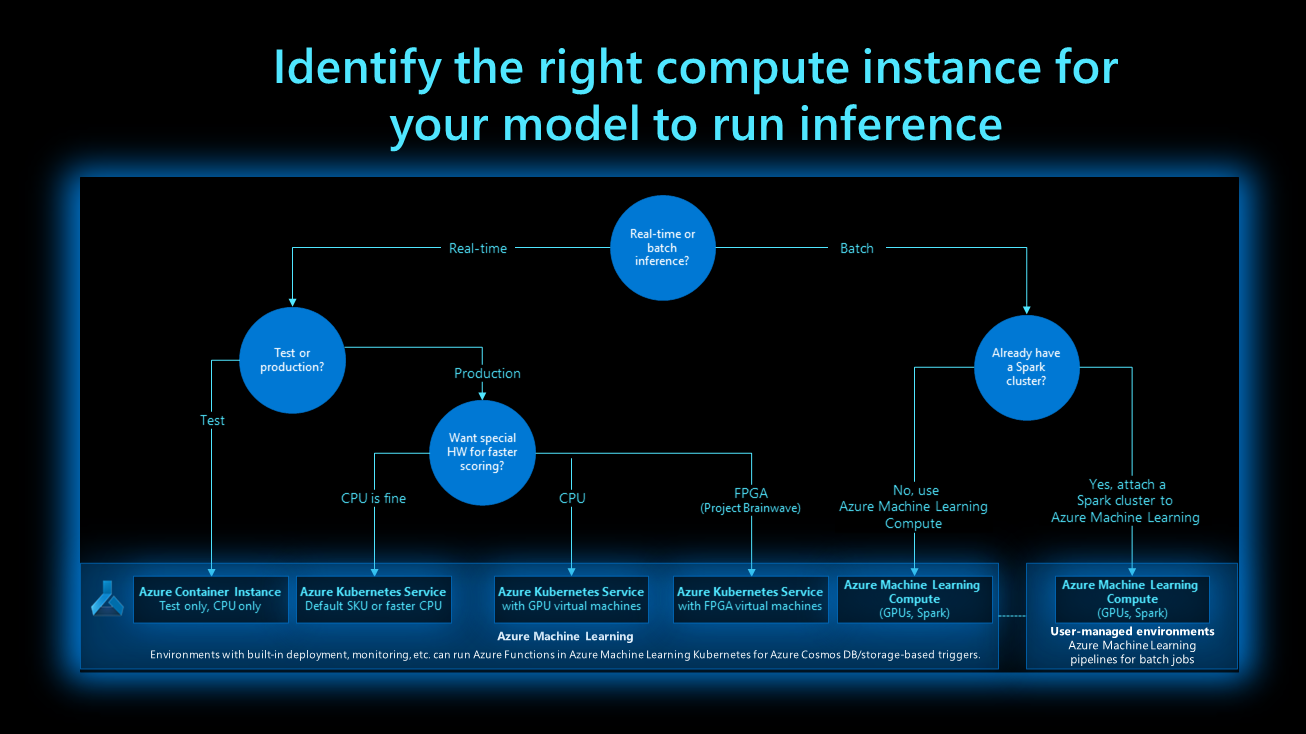 Identify the right compute instance for
your model to run inference
Real-time or
batch
inference?
Real-time
Batch
Test or
production?
Already have
a Spark
cluster?
Production
Test
Want special
HW for faster
scoring?
CPU is fine
CPU
FPGA
(Project Brainwave)
No, use
Azure Machine Learning
Compute
Yes, attach a
Spark cluster to
Azure Machine Learning
Azure Container Instance
Test only, CPU only
Azure Kubernetes Service
Default SKU or faster CPU
Azure Kubernetes Service
with GPU virtual machines
Azure Kubernetes Service
with FPGA virtual machines
Azure Machine Learning
Compute
(GPUs, Spark)
Azure Machine Learning
Compute
(GPUs, Spark)
Azure Machine Learning
Environments with built-in deployment, monitoring, etc. can run Azure Functions in Azure Machine Learning Kubernetes for Azure Cosmos DB/storage-based triggers.
User-managed environments
Azure Machine Learning
pipelines for batch jobs